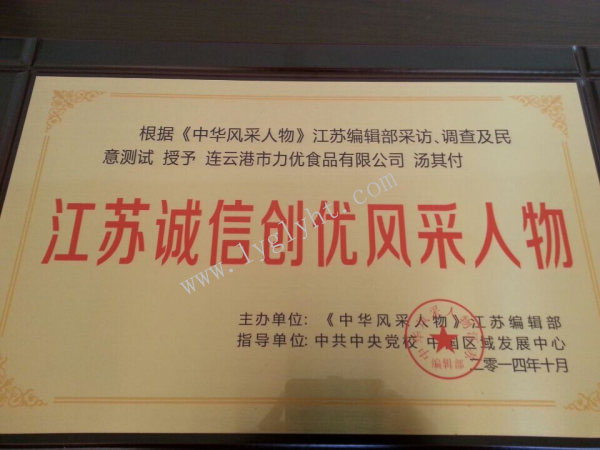 根据《中华风采人物》江苏编辑部采访、调查及民
意测试 授予 连云港市力优食品有限公司 汤其付
江苏诚信创优风采人物
www.lyglyht.com
主办单位：《中华风采人物》江苏编辑部
指导单位:中共中央党校 中国区域发展中心
二零一四年十月
编辑部